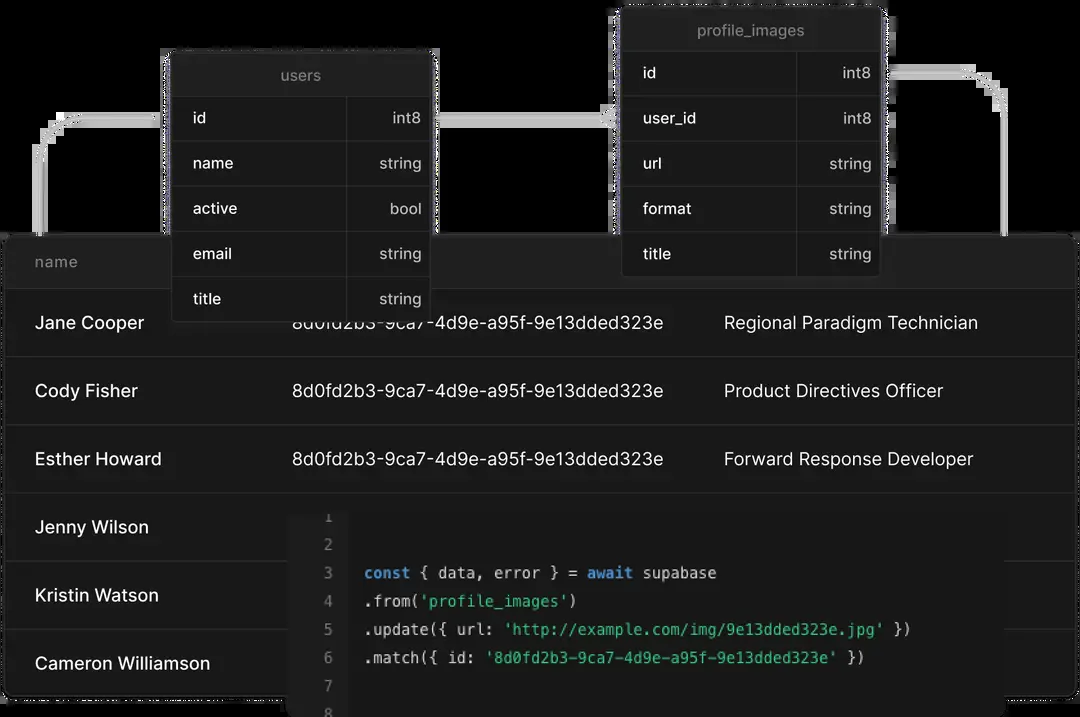 profile_images
id int8
user_id int8
url string
format string
title string
users
id int8
name string
active bool
email string
title string
name
Jane Cooper 8d0fd2b3-9ca7-4d9e-a95f-9e13dded323e Regional Paradigm Technician
Cody Fisher 8d0fd2b3-9ca7-4d9e-a95f-9e13dded323e Product Directives Officer
Esther Howard 8d0fd2b3-9ca7-4d9e-a95f-9e13dded323e Forward Response Developer
Jenny Wilson
Kristin Watson
Cameron Williamson
1
2
3 const { data, error } = await supabase
4 .from('profile_images')
5 .update({ url: 'http://example.com/img/9e13dded323e.jpg' })
6 .match({ id: '8d0fd2b3-9ca7-4d9e-a95f-9e13dded323e' })
7
8